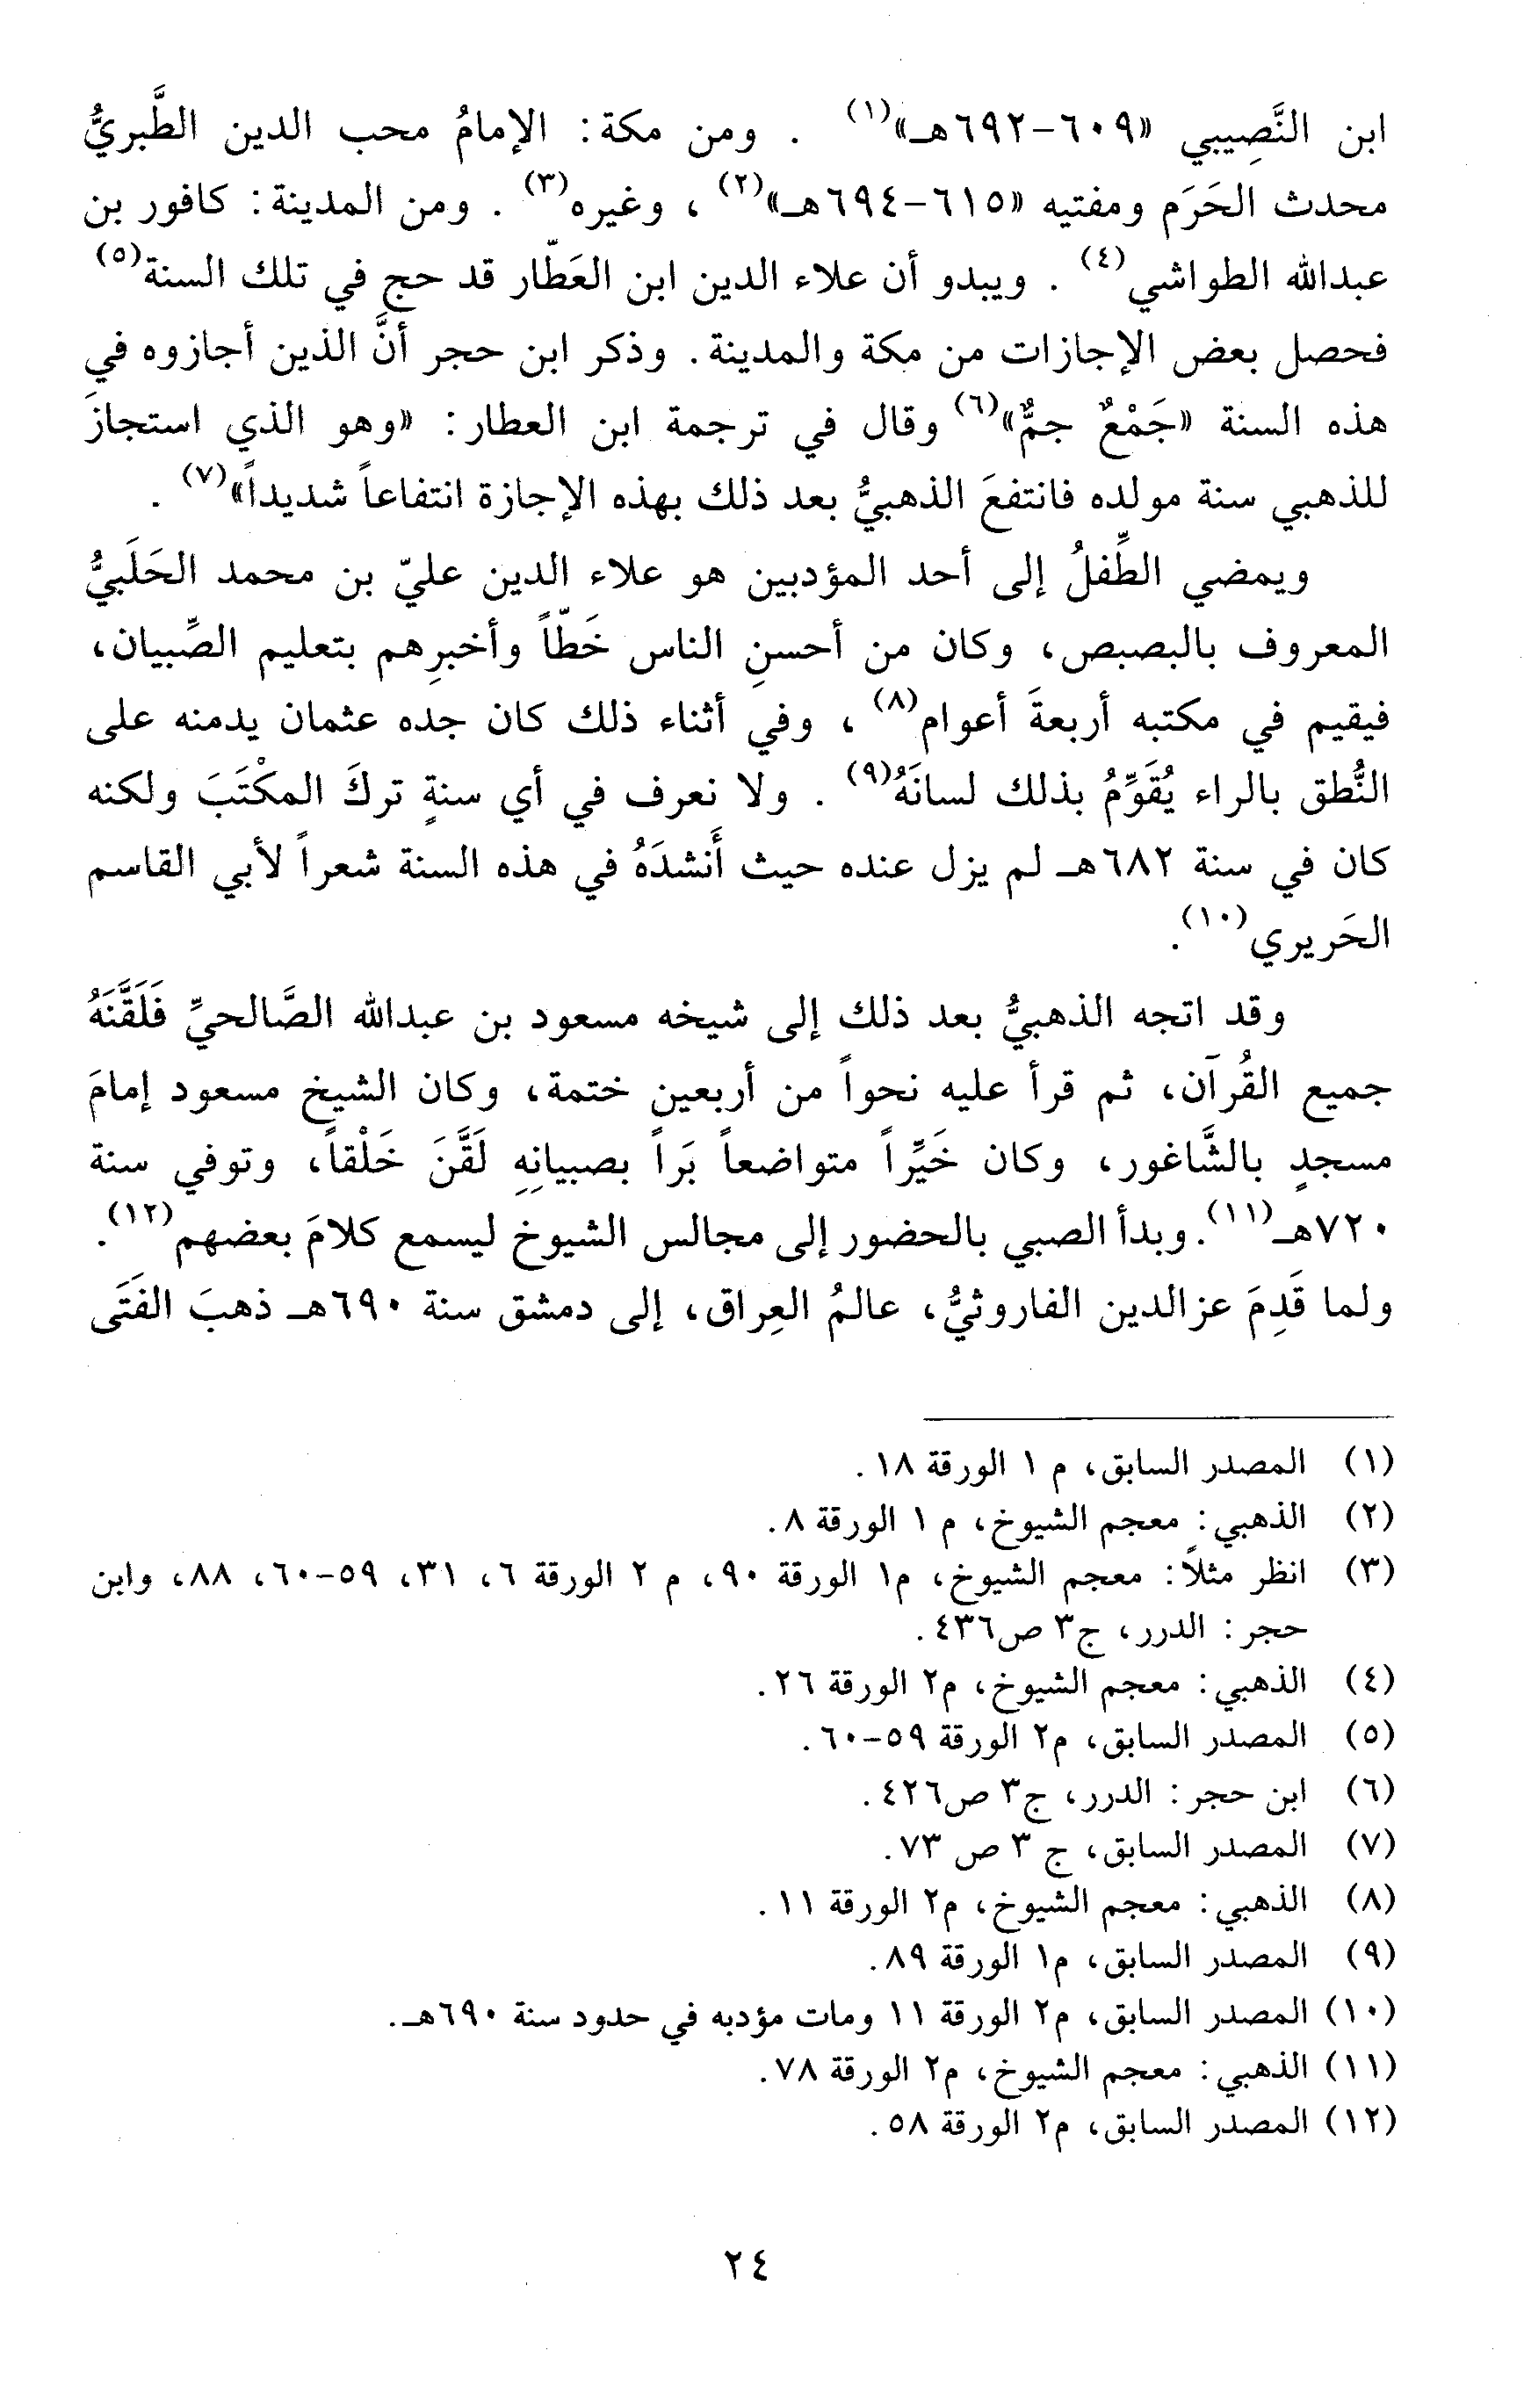 ابن النَّصِيبي «٦٠٩-٦٩٢هـ»(١) . ومن مكة: الإمامُ محب الدين الطَّبريُّ
محدث الحَرَم ومفتيه «٦١٥-٦٩٤هـ»(٢) ، وغيره(٣) . ومن المدينة: كافور بن
عبدالله الطواشي(٤) . ويبدو أن علاء الدين ابن العَطّار قد حج في تلك السنة(٥)
فحصل بعض الإجازات من مكة والمدينة. وذكر ابن حجر أنَّ الذين أجازوه في
هذه السنة «جَمْعٌ جمٌّ»(٦) وقال في ترجمة ابن العطار: «وهو الذي استجازَ
للذهبي سنة مولده فانتفعَ الذهبيُّ بعد ذلك بهذه الإجازة انتفاعاً شديداً»(٧) .
ويمضي الطِّفلُ إلى أحد المؤدبين هو علاء الدين عليّ بن محمد الحَلَبيُّ
المعروف بالبصبص، وكان من أحسنِ الناس خَطّاً وأخبرِهم بتعليم الصِّبيان،
فيقيم في مكتبه أربعةَ أعوام(٨) ، وفي أثناء ذلك كان جده عثمان يدمنه على
النُّطق بالراء يُقَوِّمُ بذلك لسانَهُ(٩) . ولا نعرف في أي سنةٍ تركَ المكْتَبَ ولكنه
كان في سنة ٦٨٢هـ لم يزل عنده حيث أَنشدَهُ في هذه السنة شعراً لأبي القاسم
الحَريري(١٠).
وقد اتجه الذهبيُّ بعد ذلك إلى شيخه مسعود بن عبدالله الصَّالحيِّ فَلَقَّنَهُ
جميع القُرآن، ثم قرأ عليه نحواً من أربعين ختمة، وكان الشيخ مسعود إمامَ
مسجدٍ بالشَّاغور، وكان خَيِّراً متواضعاً بَراً بصبيانِهِ لَقَّنَ خَلْقاً، وتوفي سنة
٧٢٠هـ(١١). وبدأ الصبي بالحضور إلى مجالس الشيوخ ليسمع كلامَ بعضهم(١٢).
ولما قَدِمَ عزالدين الفاروثيُّ، عالمُ العِراق، إلى دمشق سنة ٦٩٠هـ ذهبَ الفتَى
(١) المصدر السابق، م ١ الورقة ١٨.
(٢) الذهبي: معجم الشيوخ، م ١ الورقة ٨.
(٣) انظر مثلاً: معجم الشيوخ، م١ الورقة ٩٠، م ٢ الورقة ٦، ٣١، ٥٩-٦٠، ٨٨، وابن
حجر: الدرر، ج٣ ص٤٣٦.
(٤) الذهبي: معجم الشيوخ، م٢ الورقة ٢٦.
(٥) المصدر السابق، م٢ الورقة ٥٩-٦٠.
(٦) ابن حجر: الدرر، ج٣ ص٤٢٦.
(٧) المصدر السابق، ج ٣ ص ٧٣.
(٨) الذهبي: معجم الشيوخ، م٢ الورقة ١١.
(٩) المصدر السابق، م١ الورقة ٨٩.
(١٠) المصدر السابق، م٢ الورقة ١١ ومات مؤدبه في حدود سنة ٦٩٠هـ.
(١١) الذهبي: معجم الشيوخ، م٢ الورقة ٧٨.
(١٢) المصدر السابق، م٢ الورقة ٥٨.
٢٤